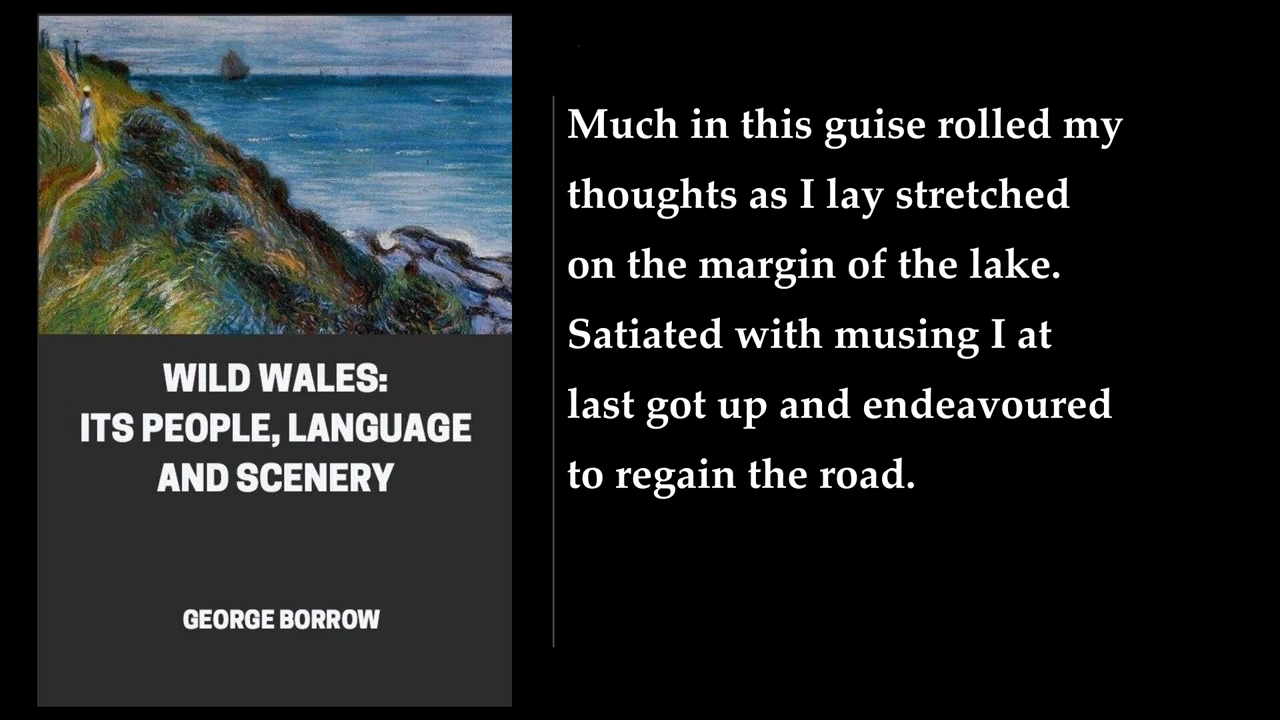 WILD WALES:
ITS PEOPLE, LANGUAGE
AND SCENERY
GEORGE BORROW
Much in this guise rolled my
thoughts as I lay stretched
on the margin of the lake.
Satiated with musing I at
last got up and endeavoured
to regain the road.